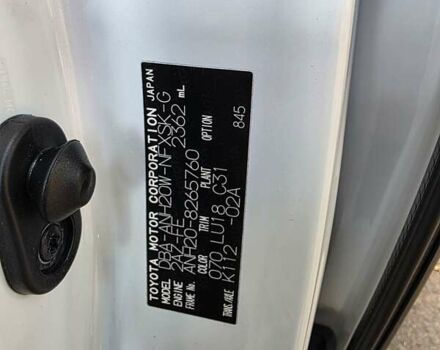 TOYOTA MOTOR CORPORATION JAPAN
MODEL DBA-ANH20W-NFXSK-G
ENGINE 2AZ-FE 2362 mL
FRAME No. ANH20-8265760
COLOR TRIM PLANT OPTION
070 LU18 C31 845
TRANS./AXLE K112 -02A